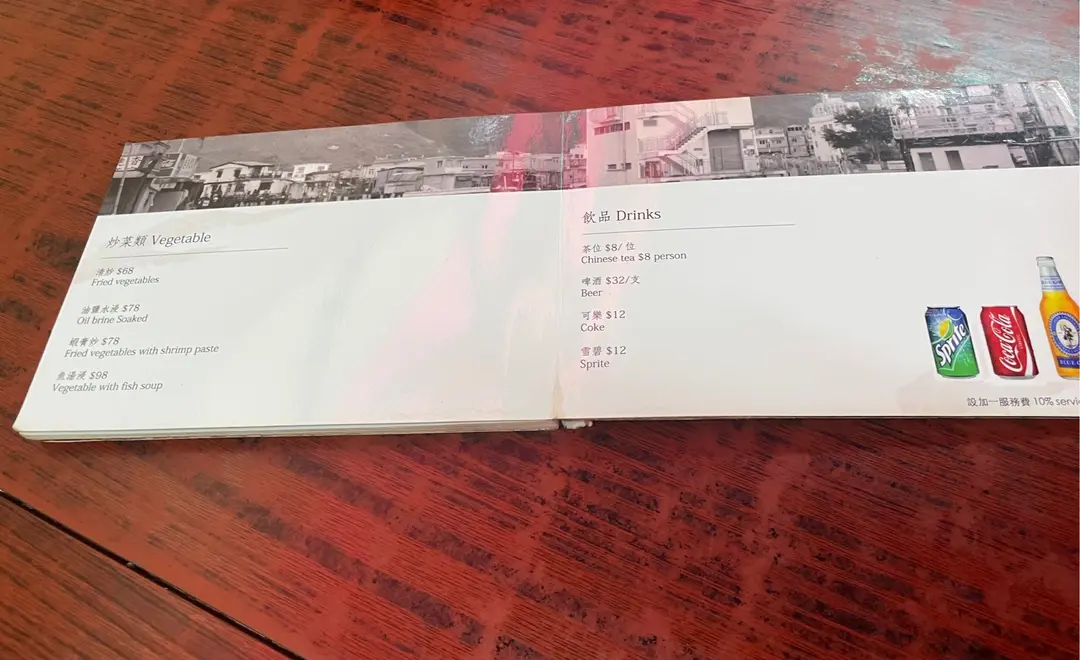 炒菜類 Vegetable
清炒 $68
Fried vegetables
油鹽水浸 $78
Oil brine Soaked
蝦膏炒 $78
Fried vegetables with shrimp paste
魚湯浸 $98
Vegetable with fish soup
飲品 Drinks
茶位 $8/ 位
Chinese tea $8 person
啤酒 $32/支
Beer
可樂 $12
Coke
雪碧 $12
Sprite
Sprite
Coca-Cola
設加一服務費 10% servi